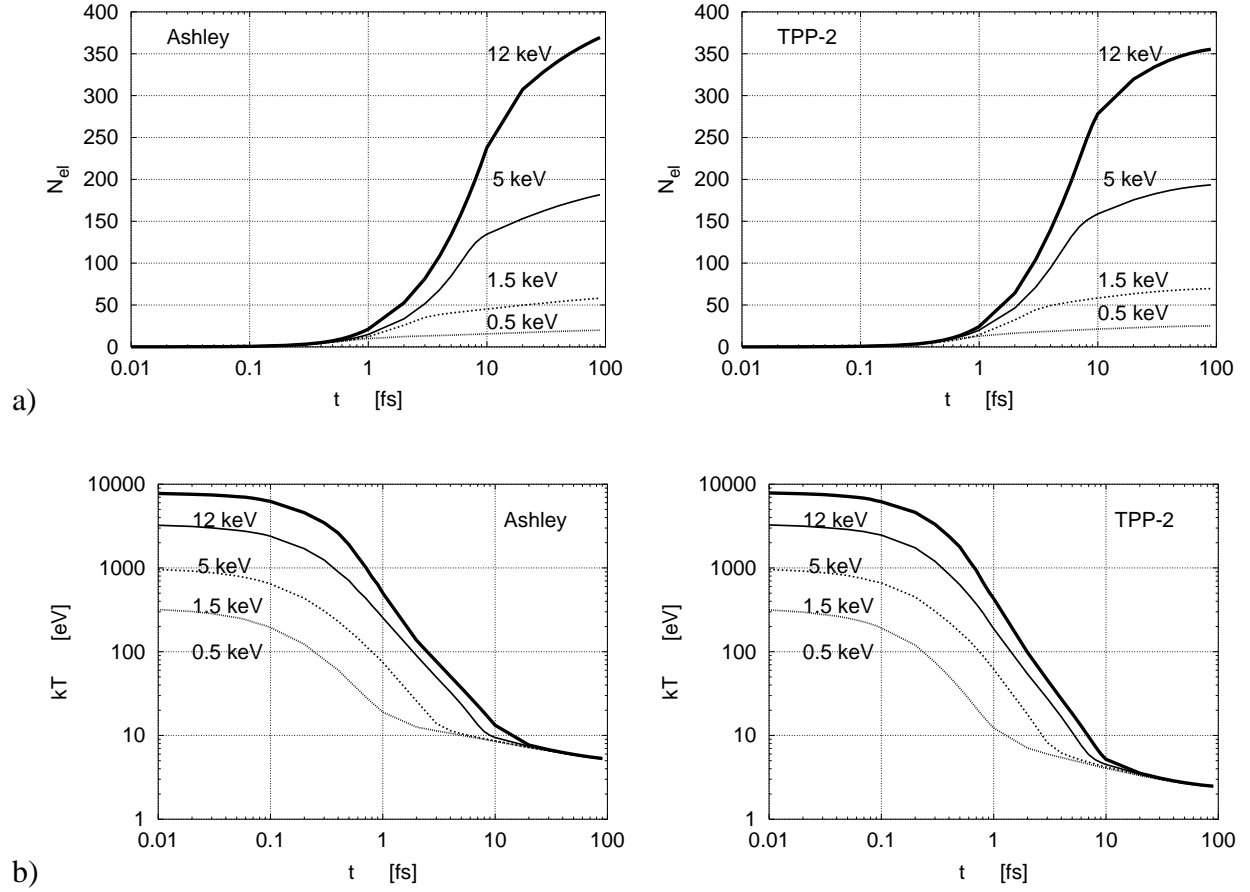 400
350
300
250
200
150
100
50
0
N_el
Ashley
12 keV
5 keV
1.5 keV
0.5 keV
0.01 0.1 1 10 100
t [fs]
400
350
300
250
200
150
100
50
0
N_el
TPP-2
12 keV
5 keV
1.5 keV
0.5 keV
0.01 0.1 1 10 100
t [fs]
a)
10000
1000
100
10
1
kT [eV]
Ashley
12 keV
5 keV
1.5 keV
0.5 keV
0.01 0.1 1 10 100
t [fs]
10000
1000
100
10
1
kT [eV]
TPP-2
12 keV
5 keV
1.5 keV
0.5 keV
0.01 0.1 1 10 100
t [fs]
b)